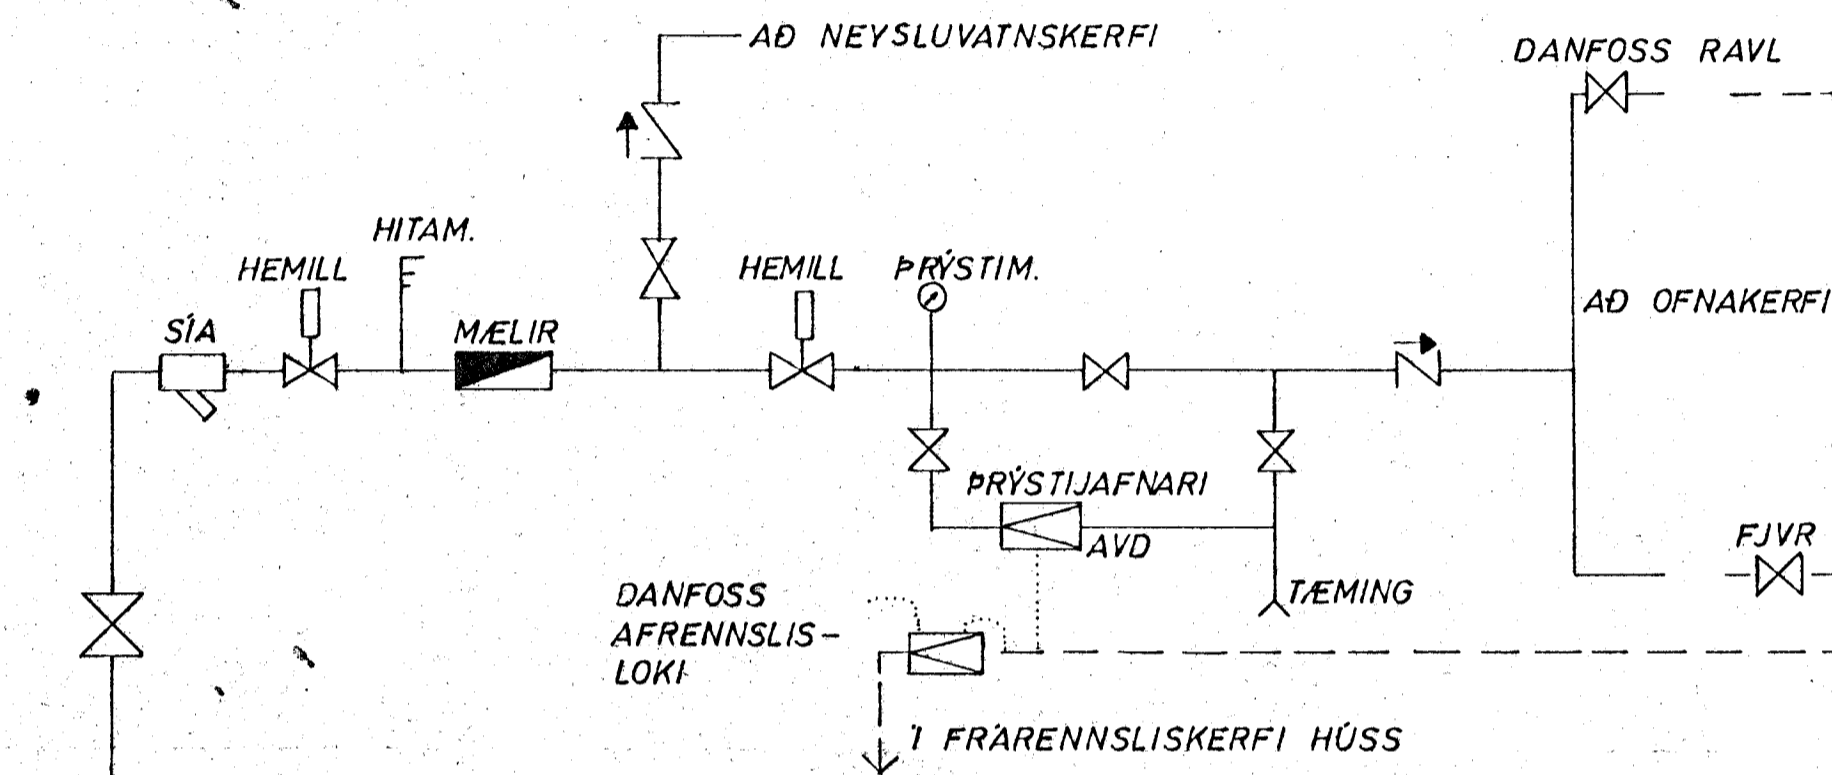 AÐ NEYSLUVATNSKERFI
DANFOSS RAVL
HITAM.
HEMILL
HEMILL
ÞRÝSTIM.
AÐ OFNAKERFI
SÍA
MÆLIR
ÞRÝSTIJAFNARI
AVD
FJVR
TÆMING
DANFOSS
AFRENNSLIS-
LOKI
Í FRÁRENNSLISKERFI HÚSS